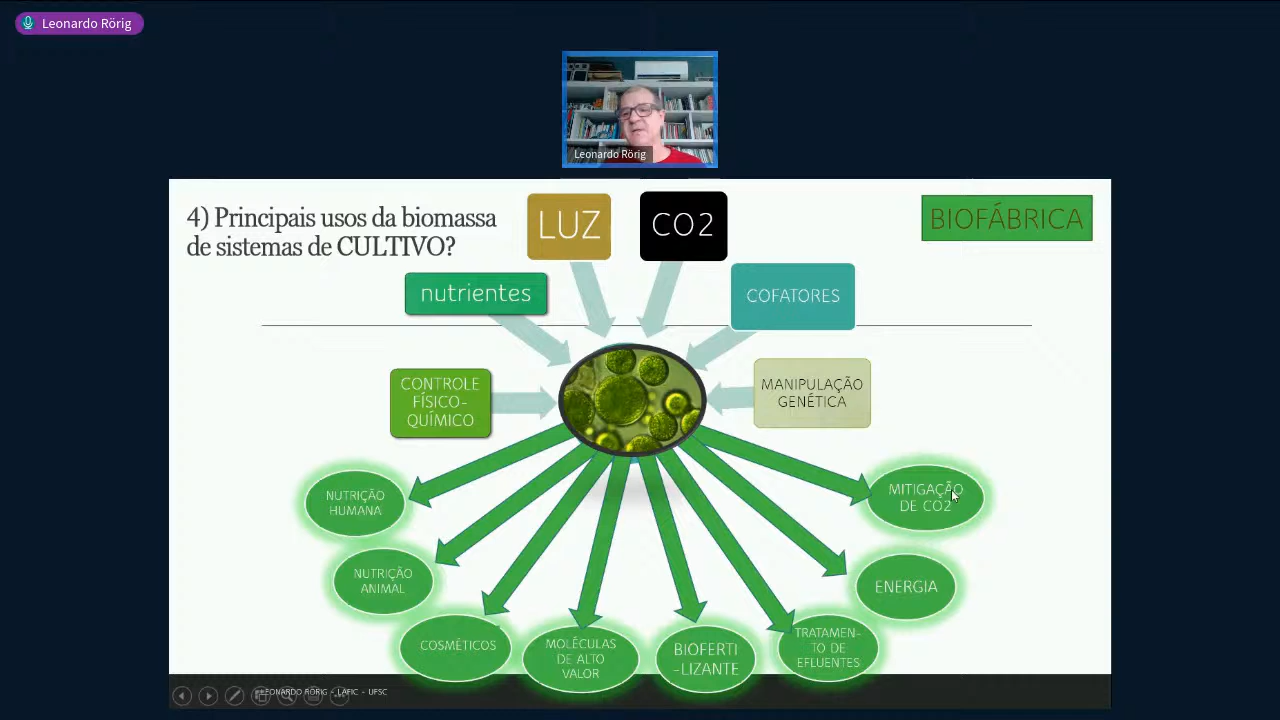 Leonardo Rörig
Leonardo Rörig
4) Principais usos da biomassa
de sistemas de CULTIVO?
LUZ
CO2
BIOFÁBRICA
nutrientes
COFATORES
CONTROLE
FÍSICO-
QUÍMICO
MANIPULAÇÃO
GENÉTICA
NUTRIÇÃO
HUMANA
MITIGAÇÃO
DE CO2
NUTRIÇÃO
ANIMAL
ENERGIA
COSMÉTICOS
MOLÉCULAS
DE ALTO
VALOR
BIOFERTI
-LIZANTE
TRATAMEN-
TO DE
EFLUENTES
LEONARDO RÖRIG - LAFIC - UFSC